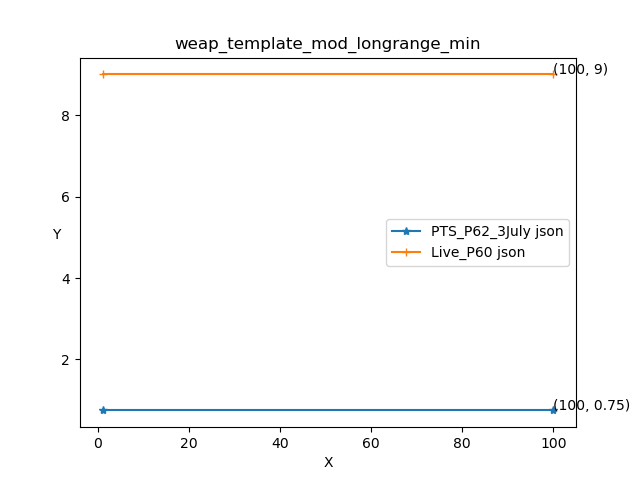 weap_template_mod_longrange_min
(100, 9)
8
6
Y
PTS_P62_3July json
Live_P60 json
4
2
(100, 0.75)
0
20
40
60
80
100
X